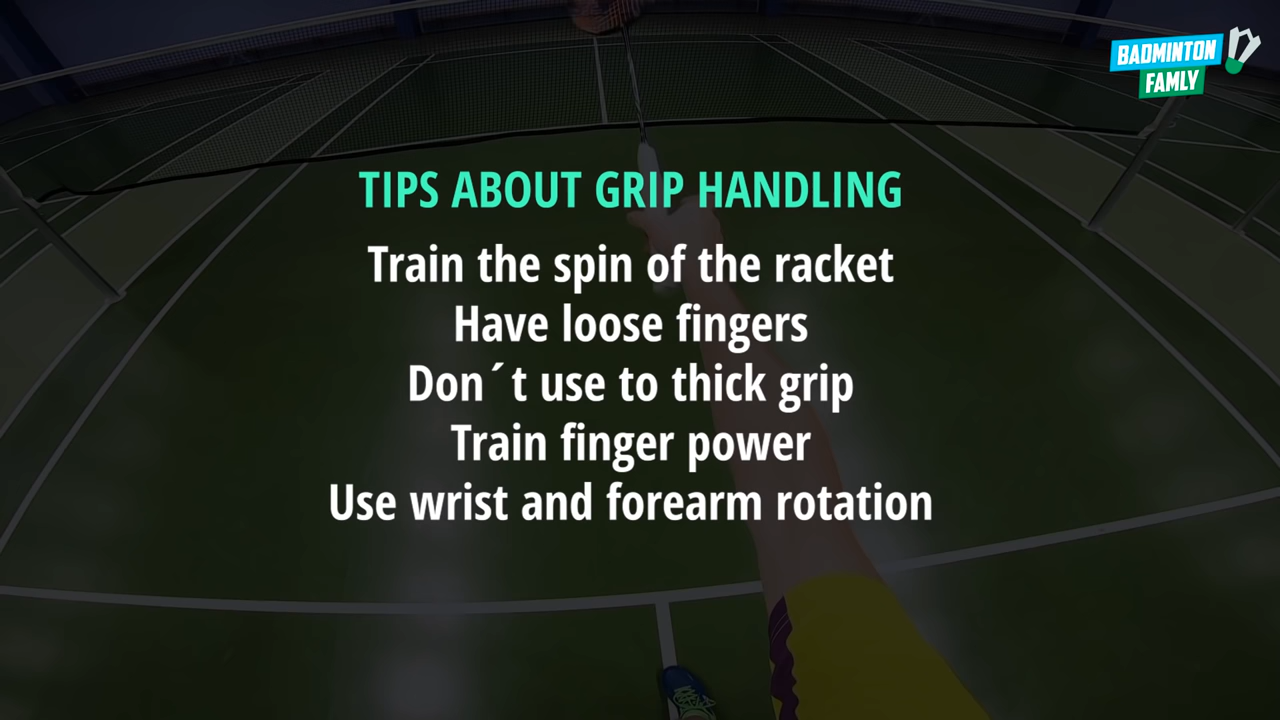 BADMINTON
FAMLY
TIPS ABOUT GRIP HANDLING
Train the spin of the racket
Have loose fingers
Don´t use to thick grip
Train finger power
Use wrist and forearm rotation